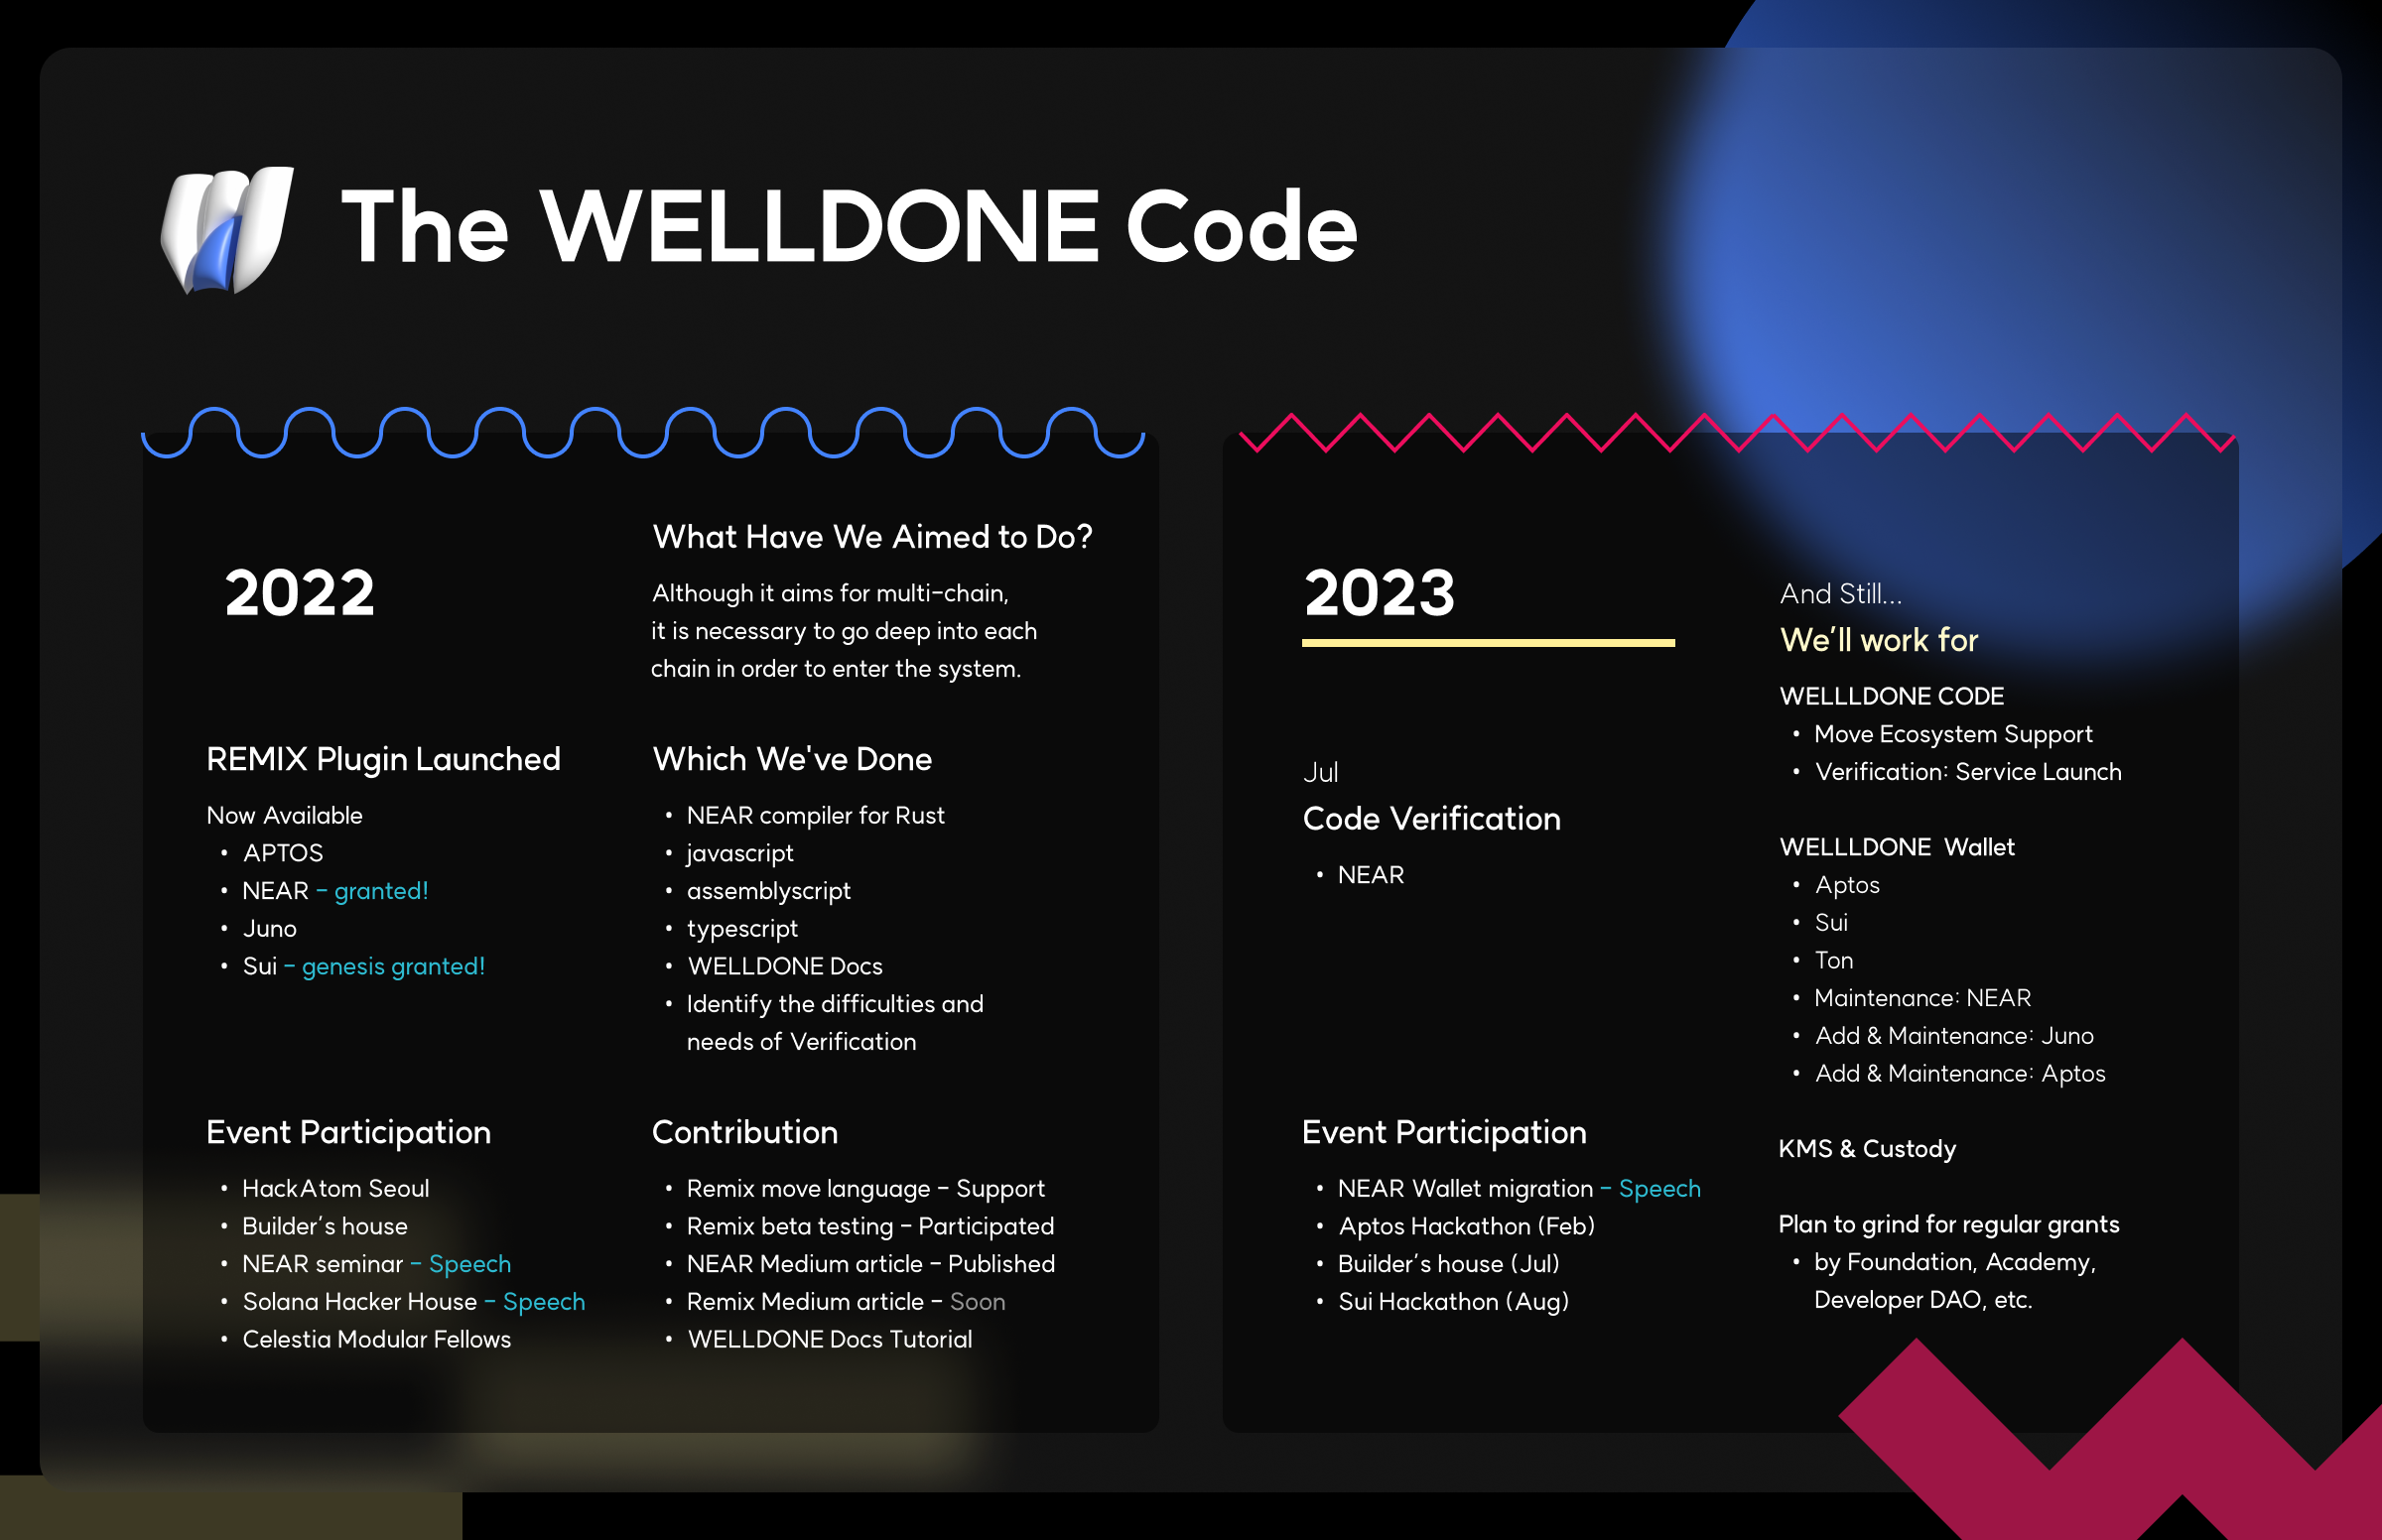 The WELLDONE Code
2022
What Have We Aimed to Do?
Although it aims for multi-chain,
it is necessary to go deep into each
chain in order to enter the system.
REMIX Plugin Launched
Now Available
• APTOS
• NEAR - granted!
• Juno
• Sui - genesis granted!
Which We've Done
• NEAR compiler for Rust
• javascript
• assemblyscript
• typescript
• WELLDONE Docs
• Identify the difficulties and
needs of Verification
Event Participation
• HackAtom Seoul
• Builder's house
• NEAR seminar - Speech
• Solana Hacker House - Speech
• Celestia Modular Fellows
Contribution
• Remix move language - Support
• Remix beta testing - Participated
• NEAR Medium article - Published
• Remix Medium article - Soon
• WELLDONE Docs Tutorial
2023
Jul
Code Verification
• NEAR
Event Participation
• NEAR Wallet migration - Speech
• Aptos Hackathon (Feb)
• Builder's house (Jul)
• Sui Hackathon (Aug)
And Still...
We'll work for
WELLLDONE CODE
• Move Ecosystem Support
• Verification: Service Launch
WELLLDONE Wallet
• Aptos
• Sui
• Ton
• Maintenance: NEAR
• Add & Maintenance: Juno
• Add & Maintenance: Aptos
KMS & Custody
Plan to grind for regular grants
• by Foundation, Academy,
Developer DAO, etc.